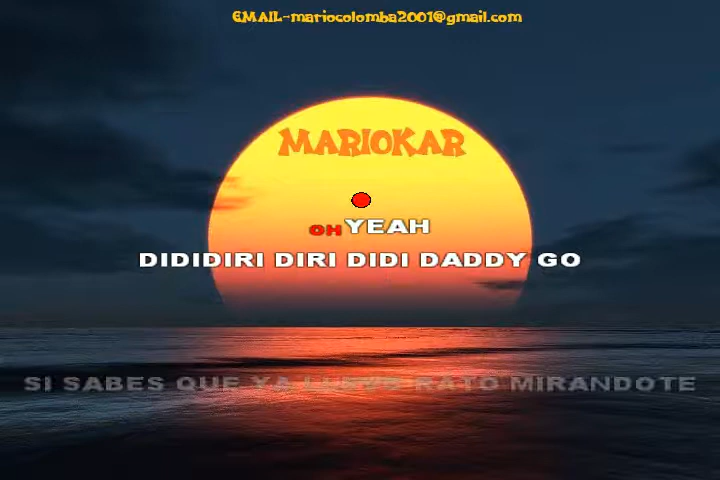 EMAIL-mariocolomba2001@gmail.com
MARIOKAR
OH YEAH
DIDIDIRI DIRI DIDI DADDY GO
SI SABES QUE YA LLEVO RATO MIRANDOTE